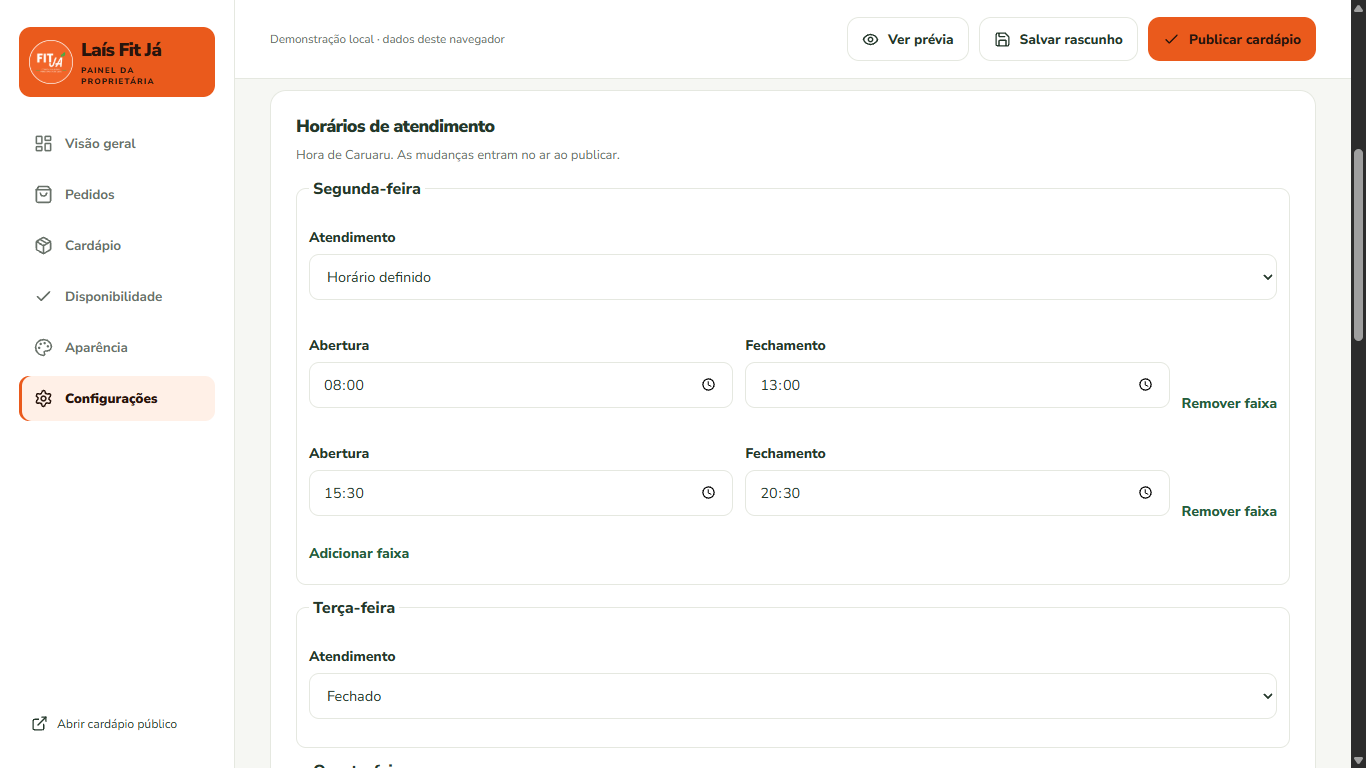 FIT
JÁ
Laís Fit Já
PAINEL DA
PROPRIETÁRIA
Visão geral
Pedidos
Cardápio
Disponibilidade
Aparência
Configurações
Abrir cardápio público
Demonstração local · dados deste navegador
Ver prévia
Salvar rascunho
Publicar cardápio
Horários de atendimento
Hora de Caruaru. As mudanças entram no ar ao publicar.
Segunda-feira
Atendimento
Horário definido
Abertura Fechamento
08:00 13:00
Remover faixa
Abertura Fechamento
15:30 20:30
Remover faixa
Adicionar faixa
Terça-feira
Atendimento
Fechado